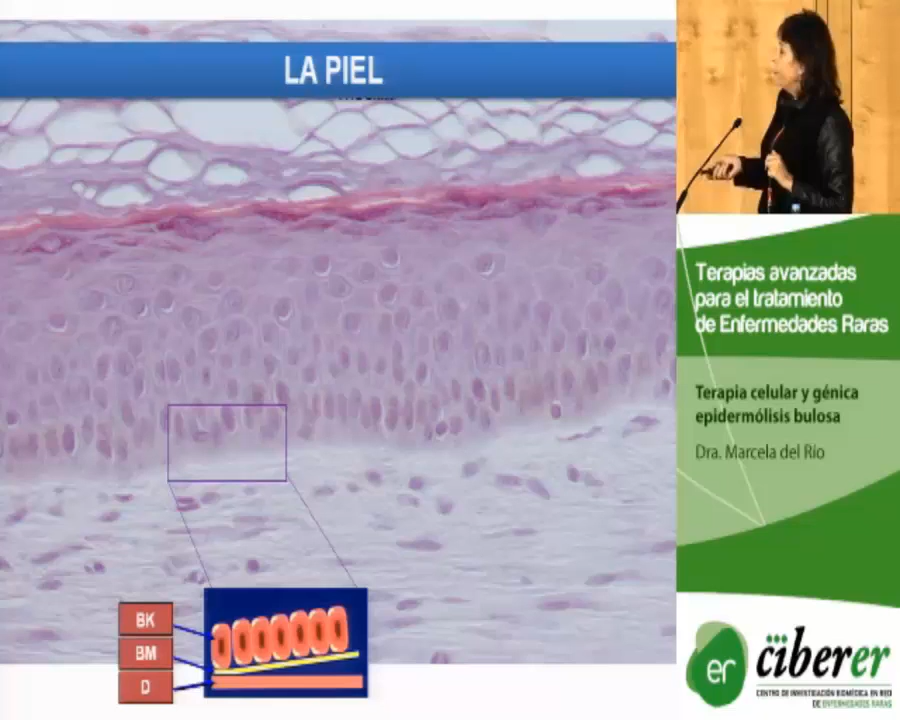 LA PIEL
BK
BM
D
Terapias avanzadas
para el tratamiento
de Enfermedades Raras
Terapia celular y génica
epidermólisis bulosa
Dra. Marcela del Río
er
ciberer
CENTRO DE INVESTIGACIÓN BIOMÉDICA EN RED
DE ENFERMEDADES RARAS